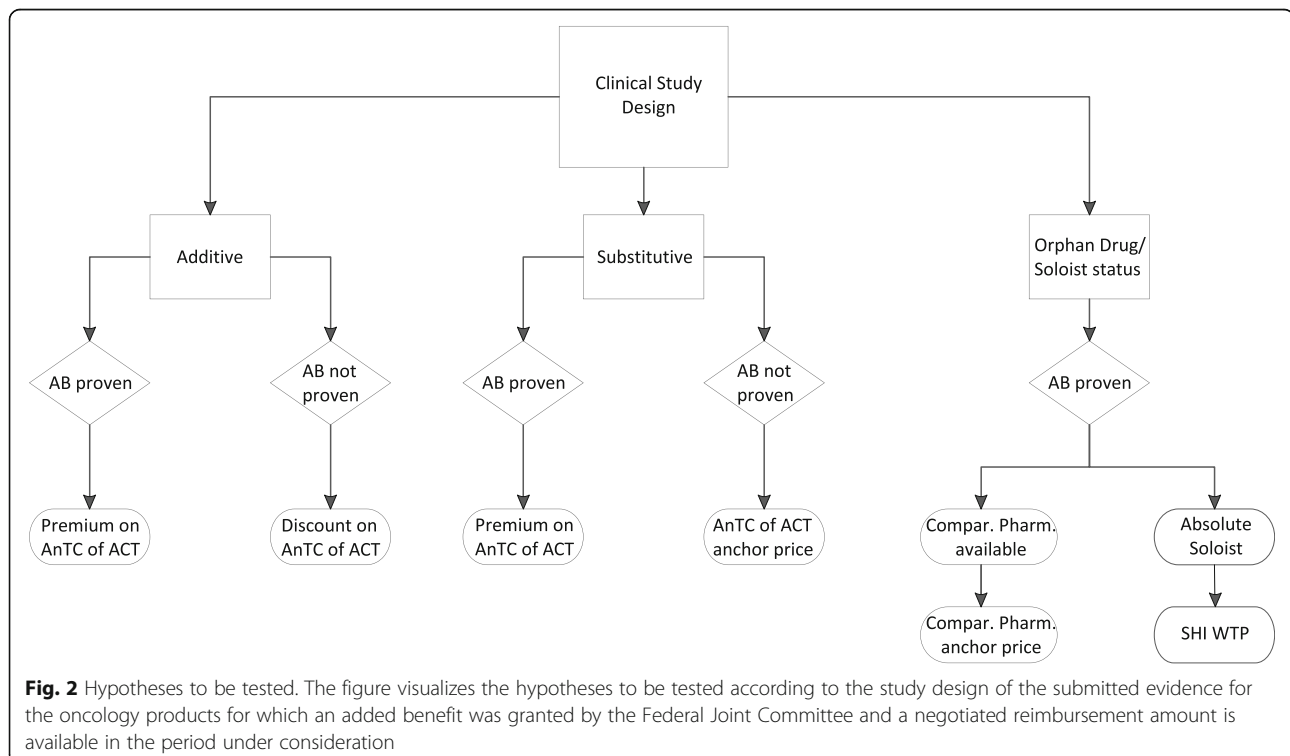 Clinical Study
Design
Additive
Substitutive
Orphan Drug/
Soloist status
AB proven
AB not
proven
AB proven
AB not
proven
AB proven
Premium on
AnTC of ACT
Discount on
AnTC of ACT
Premium on
AnTC of ACT
AnTC of ACT
anchor price
Compar. Pharm.
available
Absolute
Soloist
Compar. Pharm.
anchor price
SHI WTP
Fig. 2 Hypotheses to be tested. The figure visualizes the hypotheses to be tested according to the study design of the submitted evidence for
the oncology products for which an added benefit was granted by the Federal Joint Committee and a negotiated reimbursement amount is
available in the period under consideration